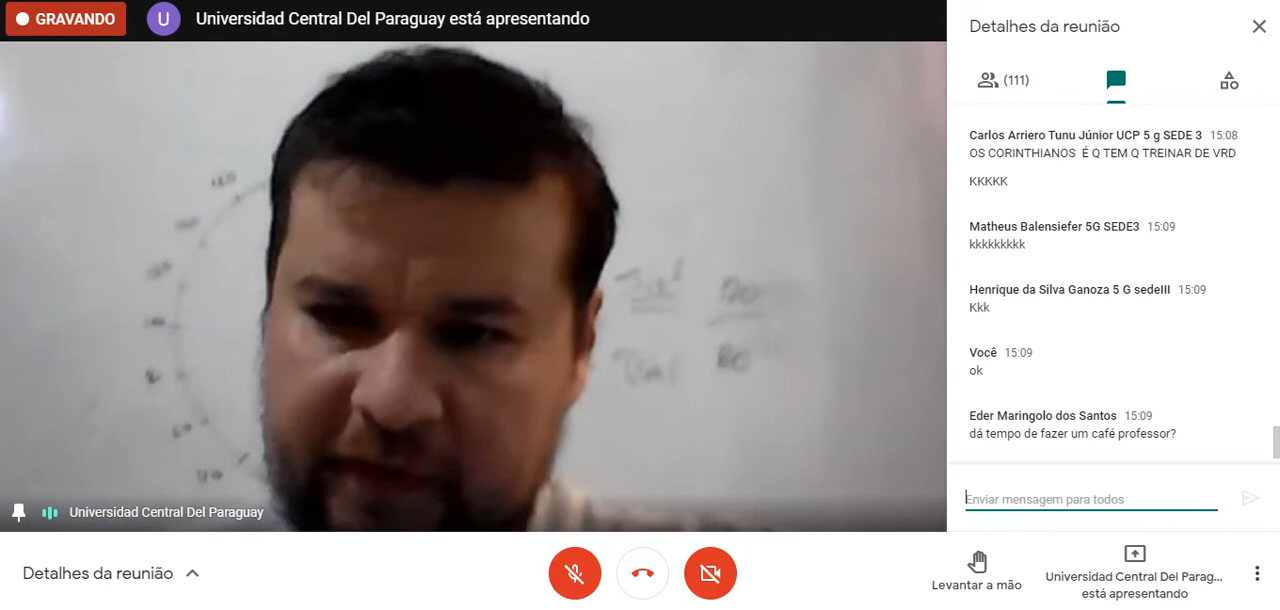 GRAVANDO
U
Universidad Central Del Paraguay está apresentando
Detalhes da reunião
(111)
Carlos Arriero Tunu Júnior UCP 5 g SEDE 3 15:08
OS CORINTHIANOS É Q TEM Q TREINAR DE VRD
KKKKK
Matheus Balensiefer 5G SEDE3 15:09
kkkkkkkkk
Henrique da Silva Ganoza 5 G sedeIII 15:09
Kkk
Você 15:09
ok
Eder Maringolo dos Santos 15:09
dá tempo de fazer um café professor?
Enviar mensagem para todos
Universidad Central Del Paraguay
Detalhes da reunião
Levantar a mão
Universidad Central Del Parag...
está apresentando